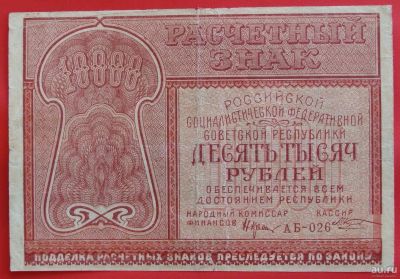 РАСЧЕТНЫЙ
ЗНАК
10000
РОССИЙСКОЙ
СОЦИАЛИСТИЧЕСКОЙ ФЕДЕРАТИВНОЙ
СОВЕТСКОЙ РЕСПУБЛИКИ
ДЕСЯТЬ ТЫСЯЧ
РУБЛЕЙ
ОБЕСПЕЧИВАЕТСЯ ВСЕМ
ДОСТОЯНИЕМ РЕСПУБЛИКИ
НАРОДНЫЙ КОМИССАР КАССИР
ФИНАНСОВ АБ-026
ПОДДЕЛКА РАСЧЕТНЫХ ЗНАКОВ ПРЕСЛЕДУЕТСЯ ПО ЗАКОНУ
au.ru